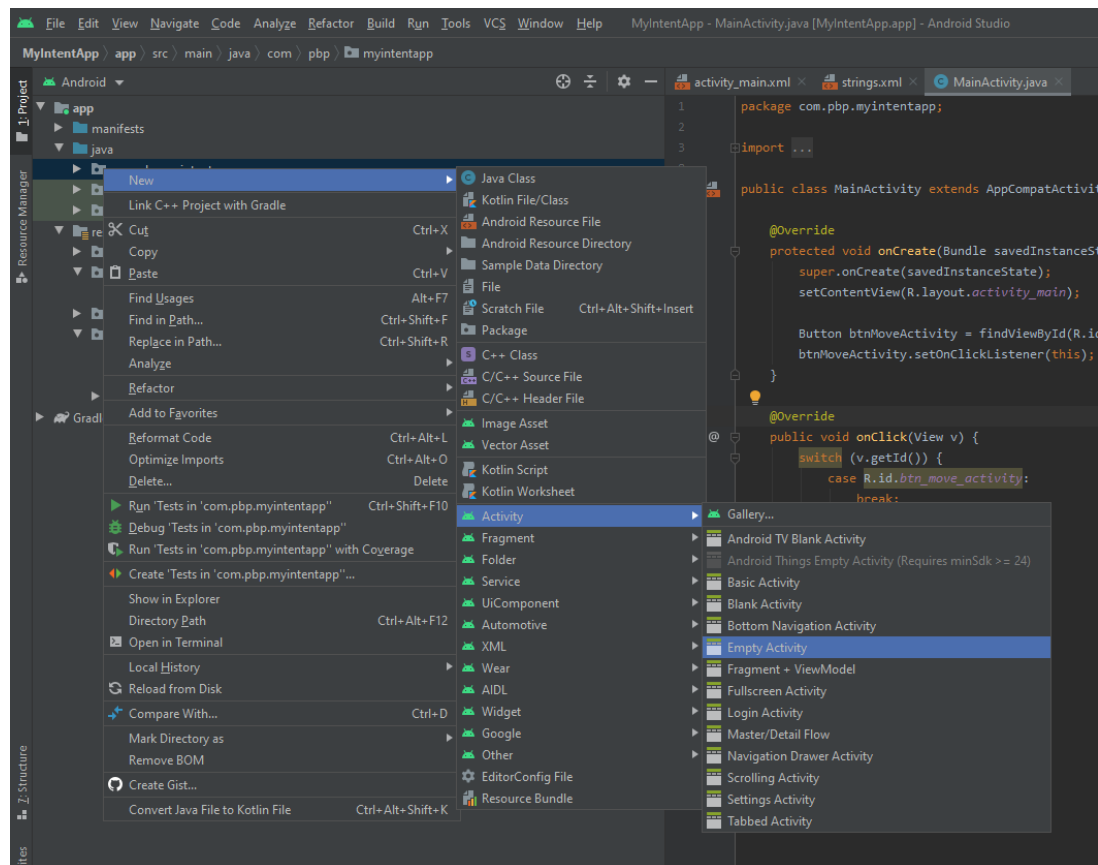 File Edit View Navigate Code Analyze Refactor Build Run Tools VCS Window Help MyIntentApp - MainActivity.java [MyIntentApp.app] - Android Studio
MyIntentApp app src main java com pbp myintentapp
1: Project
Resource Manager
Z: Structure
Android
app
manifests
java
re
Gradl
New
Link C++ Project with Gradle
Cut Ctrl+X
Copy
Paste Ctrl+V
Find Usages Alt+F7
Find in Path... Ctrl+Shift+F
Replace in Path... Ctrl+Shift+R
Analyze
Refactor
Add to Favorites
Reformat Code Ctrl+Alt+L
Optimize Imports Ctrl+Alt+O
Delete... Delete
Run 'Tests in 'com.pbp.myintentapp'' Ctrl+Shift+F10
Debug 'Tests in 'com.pbp.myintentapp''
Run 'Tests in 'com.pbp.myintentapp'' with Coverage
Create 'Tests in 'com.pbp.myintentapp''...
Show in Explorer
Directory Path Ctrl+Alt+F12
Open in Terminal
Local History
Reload from Disk
Compare With... Ctrl+D
Mark Directory as
Remove BOM
Create Gist...
Convert Java File to Kotlin File Ctrl+Alt+Shift+K
Java Class
Kotlin File/Class
Android Resource File
Android Resource Directory
Sample Data Directory
File
Scratch File Ctrl+Alt+Shift+Insert
Package
C++ Class
C/C++ Source File
C/C++ Header File
Image Asset
Vector Asset
Kotlin Script
Kotlin Worksheet
Activity
Fragment
Folder
Service
UiComponent
Automotive
XML
Wear
AIDL
Widget
Google
Other
EditorConfig File
Resource Bundle
Gallery...
Android TV Blank Activity
Android Things Empty Activity (Requires minSdk >= 24)
Basic Activity
Blank Activity
Bottom Navigation Activity
Empty Activity
Fragment + ViewModel
Fullscreen Activity
Login Activity
Master/Detail Flow
Navigation Drawer Activity
Scrolling Activity
Settings Activity
Tabbed Activity
activity_main.xml strings.xml MainActivity.java
1 package com.pbp.myintentapp;
2
3 import ...
public class MainActivity extends AppCompatActivit
@Override
protected void onCreate(Bundle savedInstanceSt
super.onCreate(savedInstanceState);
setContentView(R.layout.activity_main);
Button btnMoveActivity = findViewById(R.id
btnMoveActivity.setOnClickListener(this);
}
@Override
@ public void onClick(View v) {
switch (v.getId()) {
case R.id.btn_move_activity:
break;